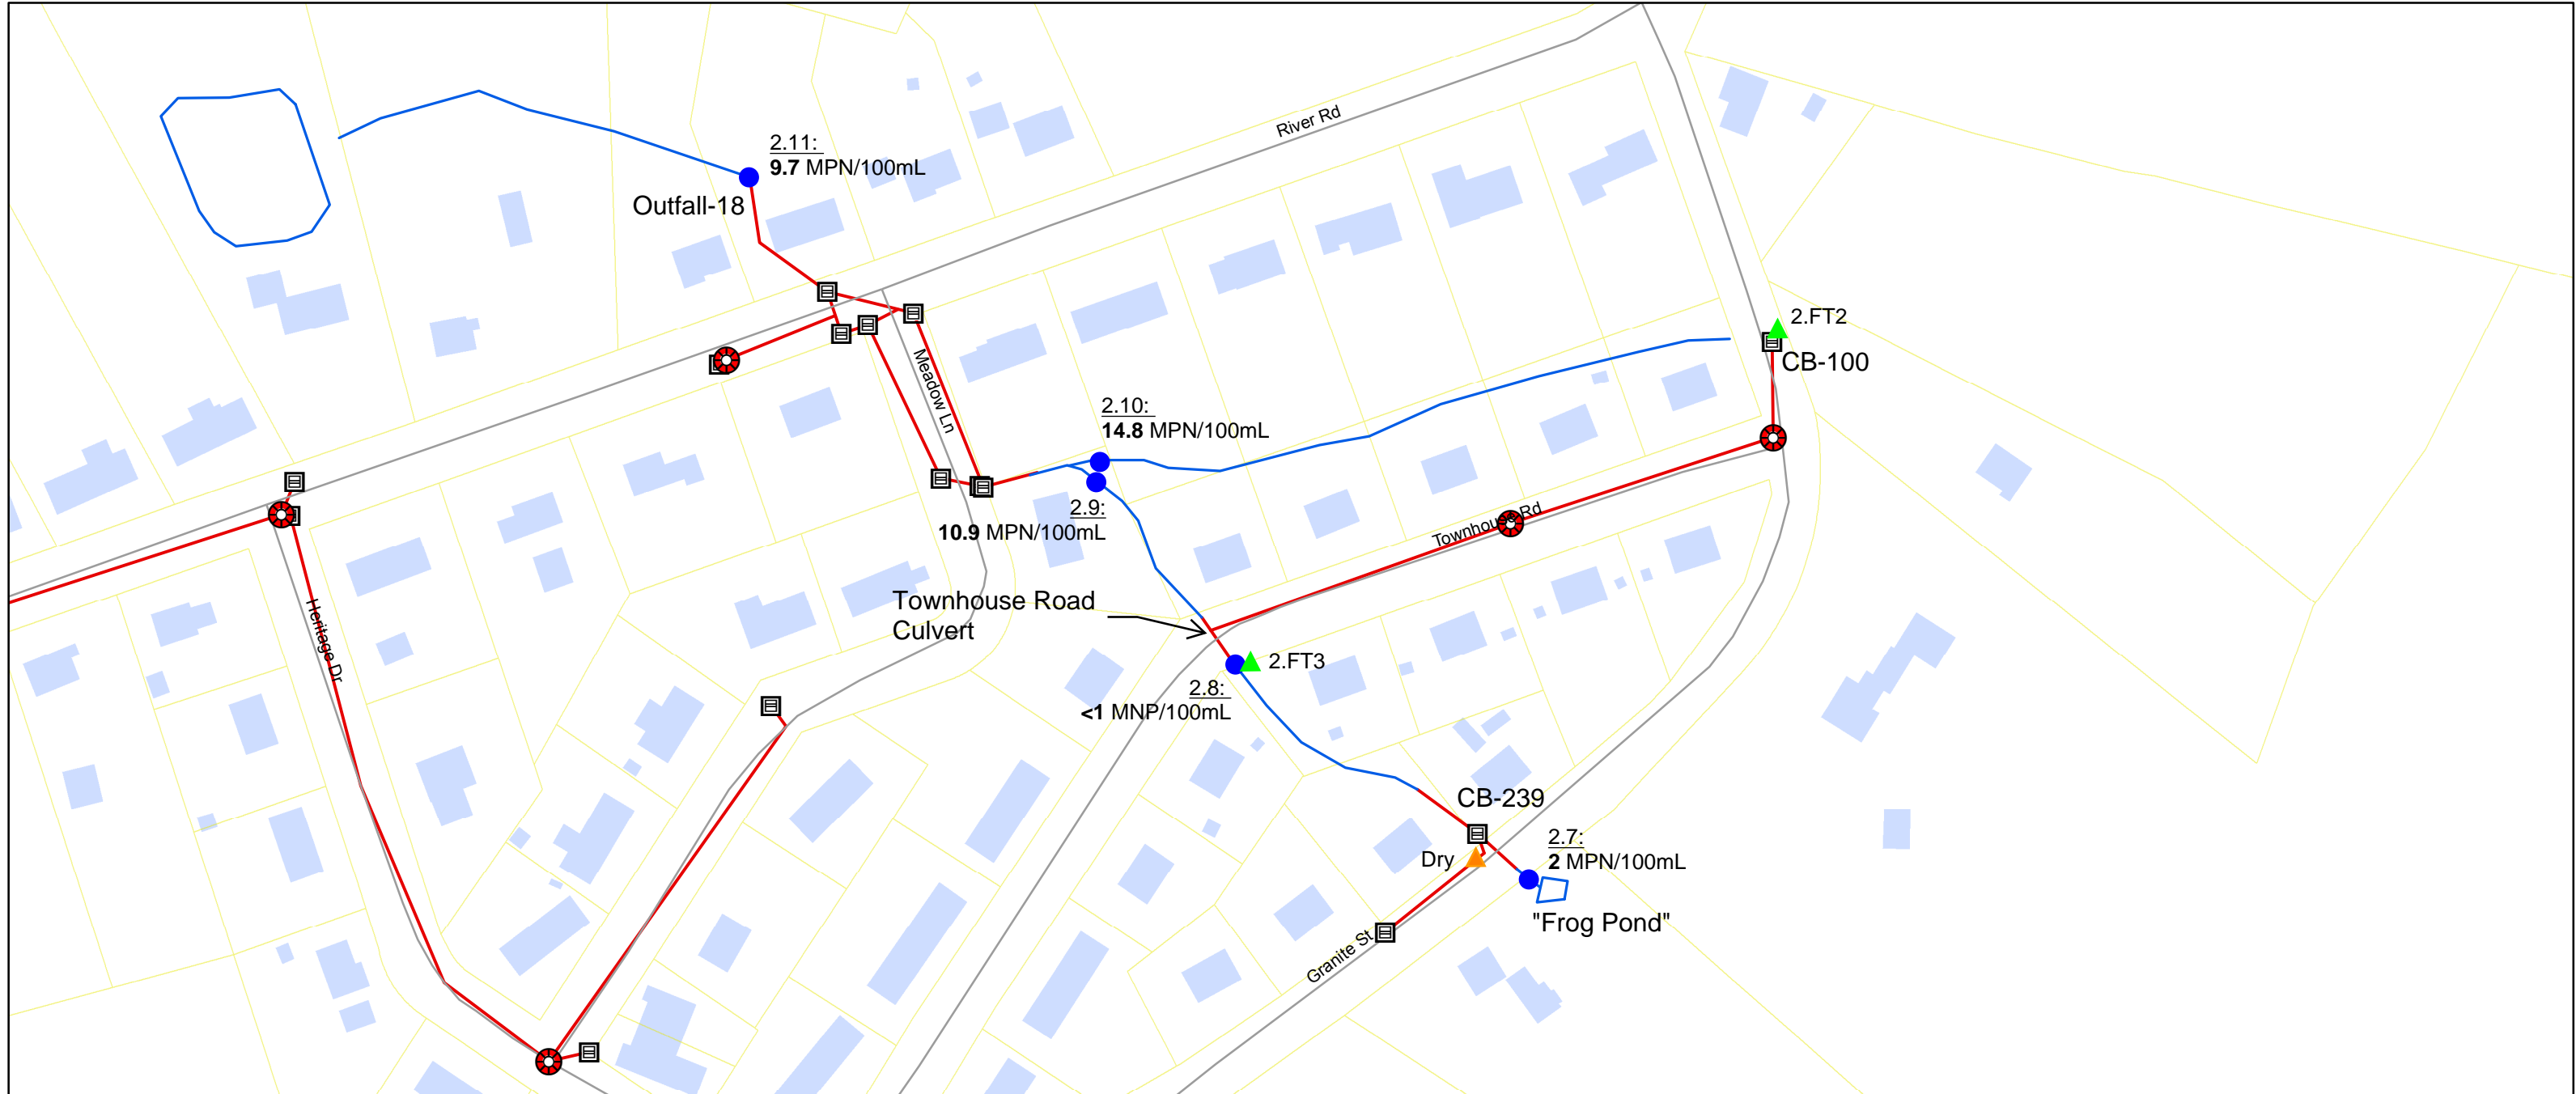 River Rd
2.11:
9.7 MPN/100mL
Outfall-18
2.FT2
CB-100
Meadow Ln
2.10:
14.8 MPN/100mL
2.9:
10.9 MPN/100mL
Townhouse Rd
Townhouse Road
Culvert
Heritage Dr
2.FT3
2.8:
<1 MNP/100mL
CB-239
2.7:
2 MPN/100mL
Dry
"Frog Pond"
Granite St